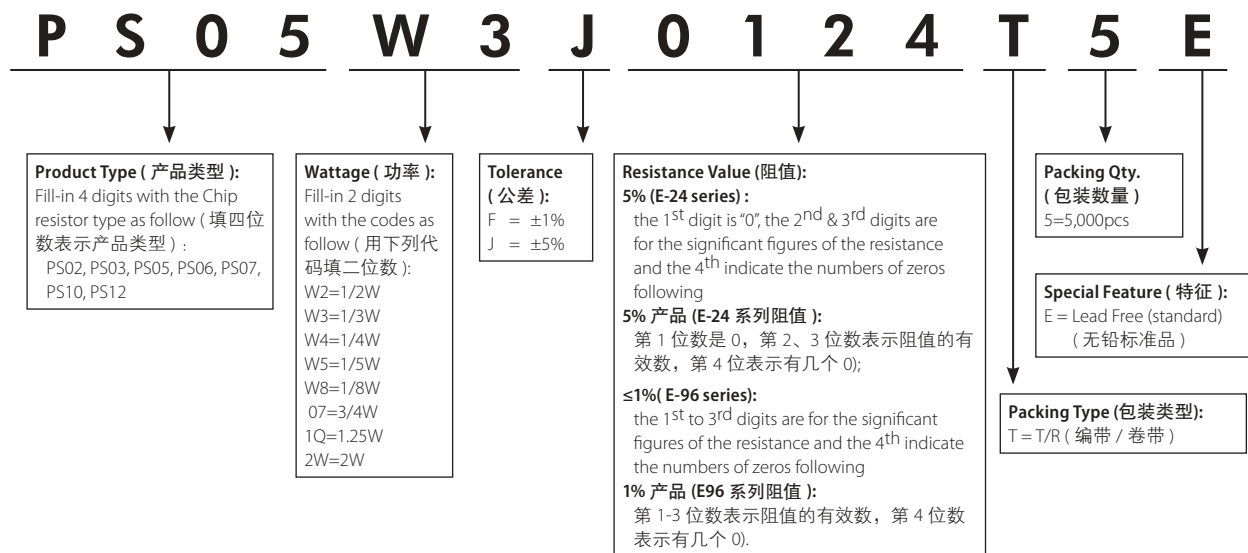 P S 0 5 W 3 J 0 1 2 4 T 5 E
Product Type ( 产品类型 ):
Fill-in 4 digits with the Chip
resistor type as follow ( 填四位
数表示产品类型 ) :
PS02, PS03, PS05, PS06, PS07,
PS10, PS12
Wattage ( 功率 ):
Fill-in 2 digits
with the codes as
follow ( 用下列代
码填二位数 ):
W2=1/2W
W3=1/3W
W4=1/4W
W5=1/5W
W8=1/8W
07=3/4W
1Q=1.25W
2W=2W
Tolerance
( 公差 ):
F = ±1%
J = ±5%
Resistance Value (阻值):
5% (E-24 series) :
the 1st digit is “0”, the 2nd & 3rd digits are
for the significant figures of the resistance
and the 4th indicate the numbers of zeros
following
5% 产品 (E-24 系列阻值 ):
第 1 位数是 0，第 2、3 位数表示阻值的有
效数，第 4 位表示有几个 0);
≤1%( E-96 series):
the 1st to 3rd digits are for the significant
figures of the resistance and the 4th indicate
the numbers of zeros following
1% 产品 (E96 系列阻值 ):
第 1-3 位数表示阻值的有效数，第 4 位数
表示有几个 0).
Packing Qty.
( 包装数量 )
5=5,000pcs
Special Feature ( 特征 ):
E = Lead Free (standard)
( 无铅标准品 )
Packing Type (包装类型):
T = T/R ( 编带 / 卷带 )